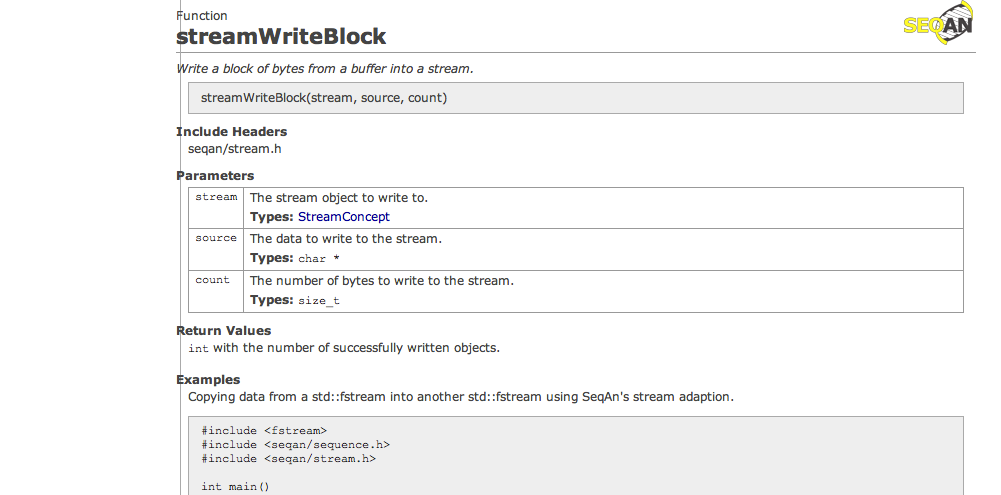 Function
SEQAN
streamWriteBlock
Write a block of bytes from a buffer into a stream.
streamWriteBlock(stream, source, count)
Include Headers
seqan/stream.h
Parameters
stream The stream object to write to.
Types: StreamConcept
source The data to write to the stream.
Types: char *
count The number of bytes to write to the stream.
Types: size_t
Return Values
int with the number of successfully written objects.
Examples
Copying data from a std::fstream into another std::fstream using SeqAn's stream adaption.
#include <fstream>
#include <seqan/sequence.h>
#include <seqan/stream.h>
int main()